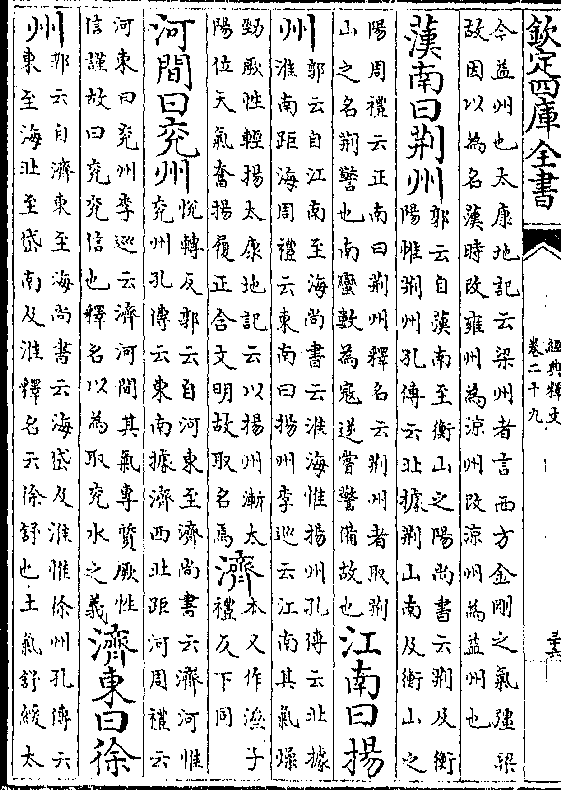 欽定四庫全書
經典釋文
卷二十九
今益州也太康地記云梁州者言西方金剛之氣彊梁
故因以為名漢時改雍州為涼州改涼州為益州也
漢南曰荆州
郭云自漢南至衡山之陽尚書云荆及衡
陽惟荆州孔傳云北據荆山南及衡山之
陽周禮云正南曰荆州釋名云荆州者取荆
山之名荆警也南蠻數為寇逆嘗警備故也
江南曰揚
州
郭云自江南至海尚書云淮海惟揚州孔傳云北據
淮南距海周禮云東南曰揚州李巡云江南其氣燥
勁厥性輕揚太康地記云以揚州漸太
陽位天氣奮揚履正含文明故取名焉
濟
本又作泲子
禮反下同
河間曰兖州
悅轉反郭云自河東至濟尚書云濟河惟
兖州孔傳云東南據濟西北距河周禮云
河東曰兖州李巡云濟河間其氣專質厥性
信謹故曰兖兖信也釋名以為取兖水之義
濟東曰徐
州
郭云自濟東至海尚書云海岱及淮惟徐州孔傳云
東至海北至岱南及淮釋名云徐舒也土氣舒緩太